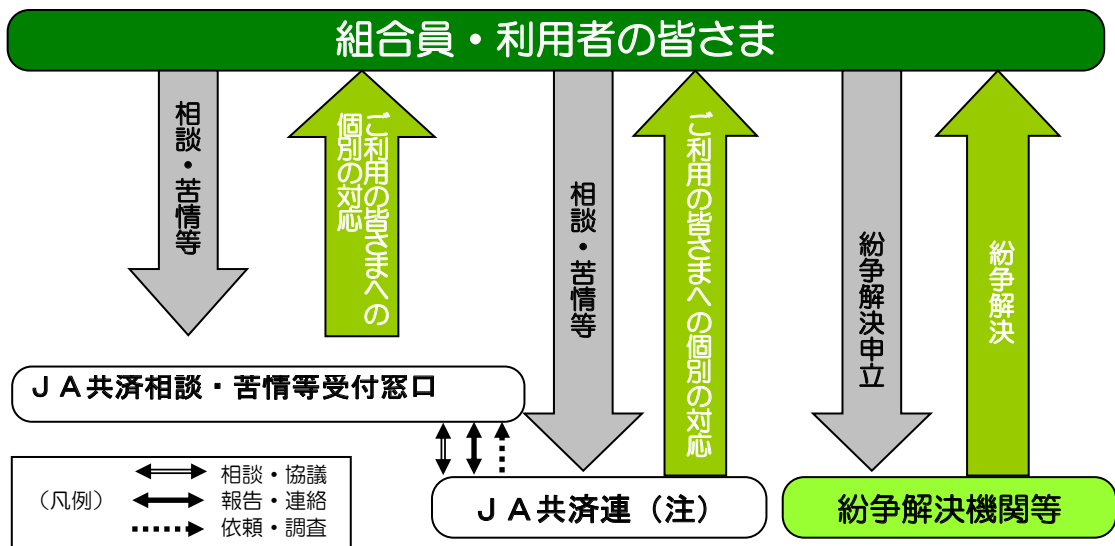 組合員・利用者の皆さま
相談・苦情等
ご利用の皆さまへの
個別の対応
相談・苦情等
ご利用の皆さまへの個別の対応
紛争解決申立
紛争解決
ＪＡ共済相談・苦情等受付窓口
（凡例）
相談・協議
報告・連絡
依頼・調査
ＪＡ共済連（注）
紛争解決機関等